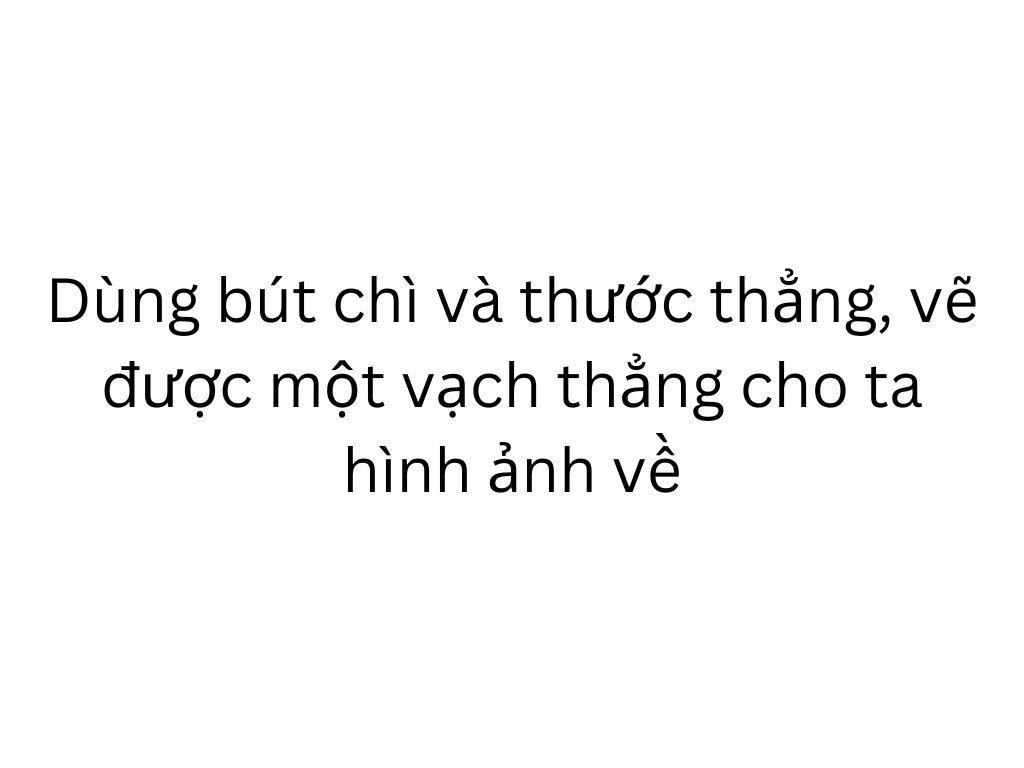 Dùng bút chì và thước thẳng, vẽ
được một vạch thẳng cho ta
hình ảnh về